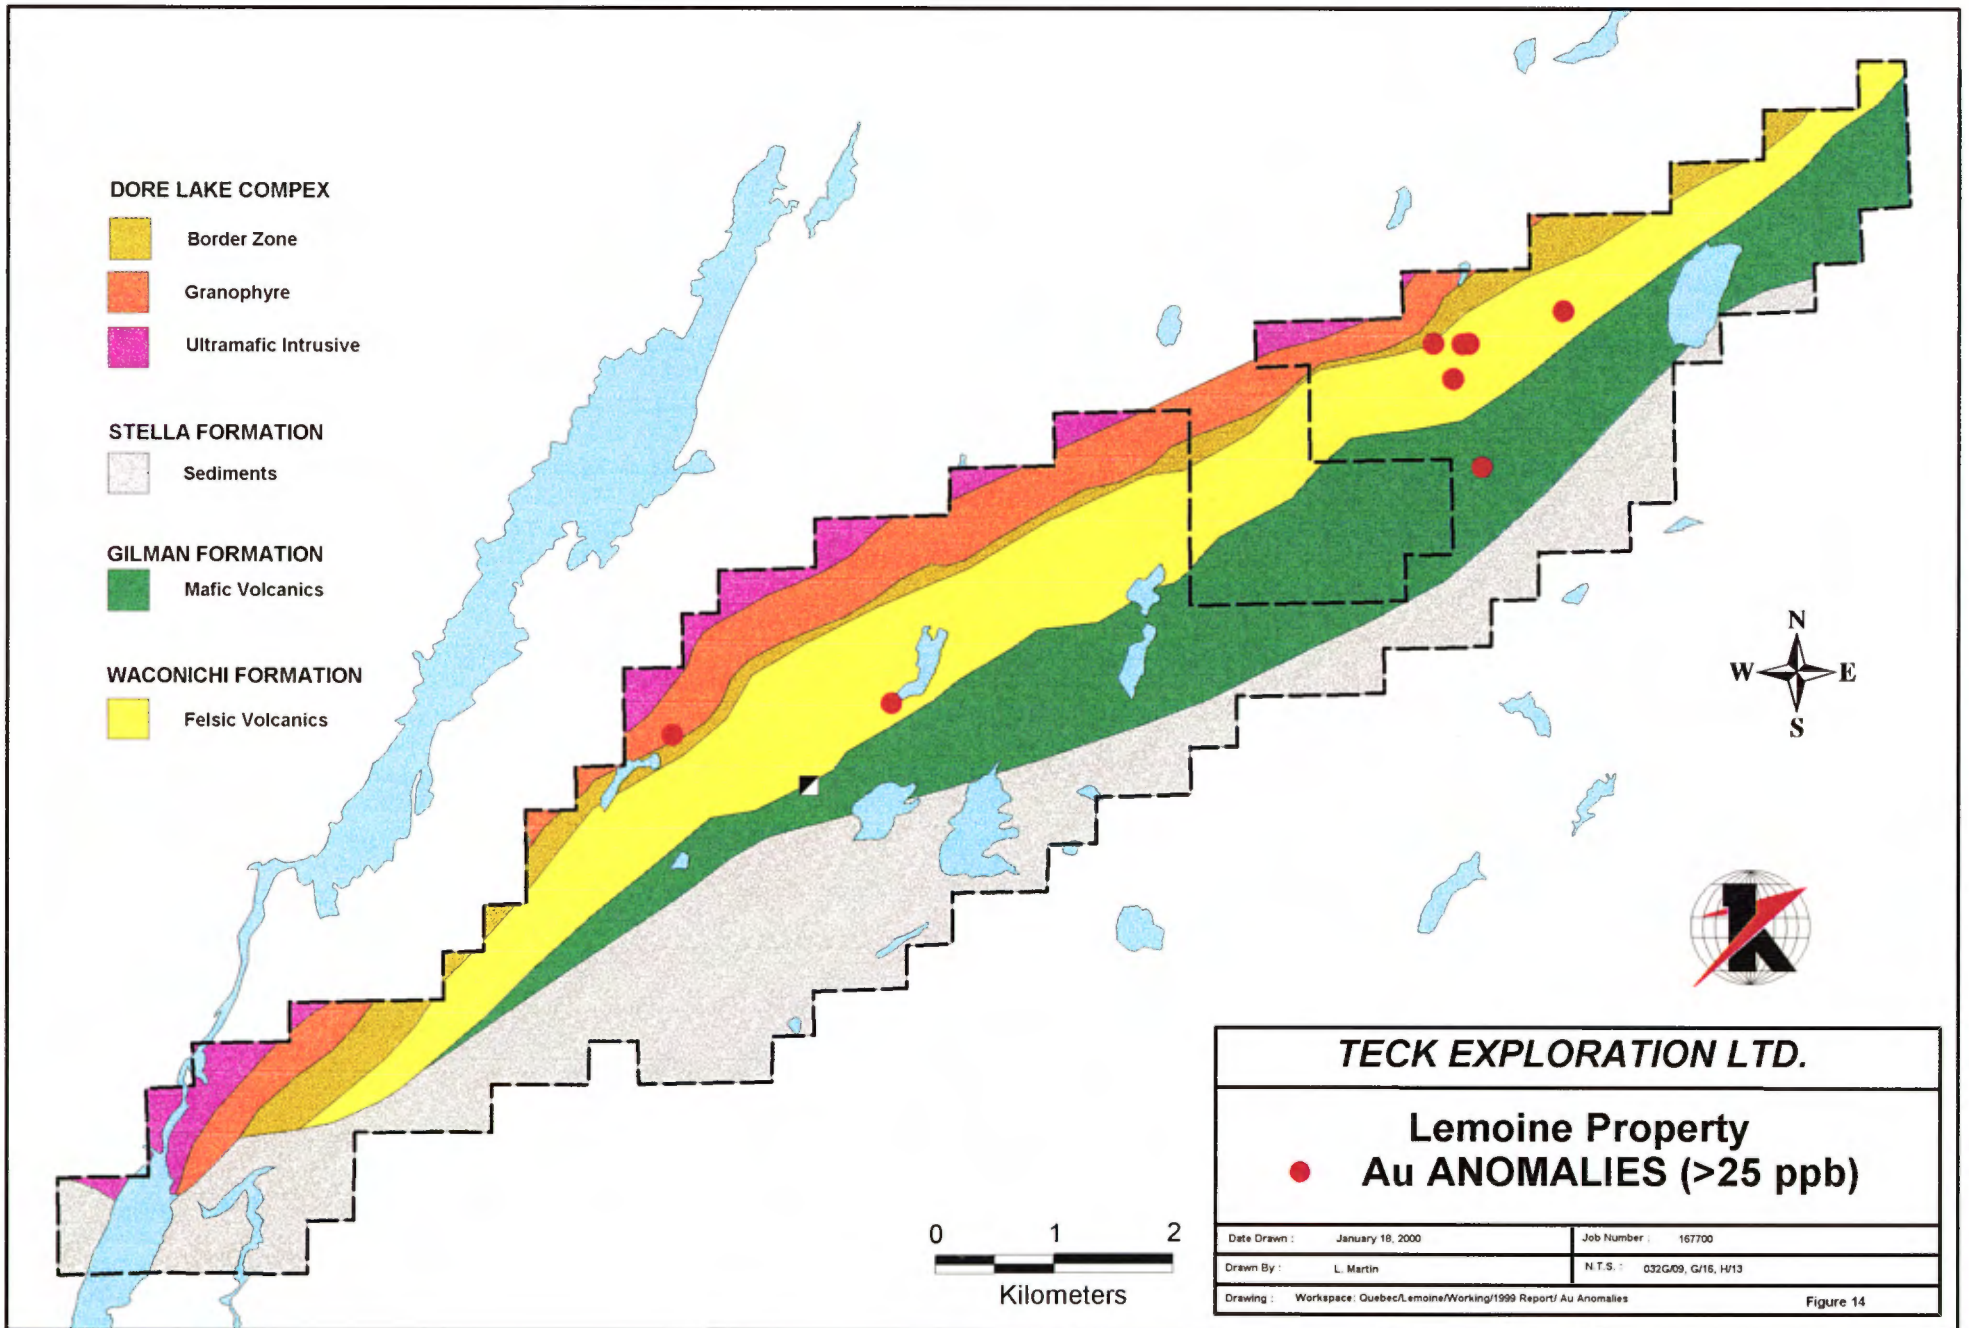 DORE LAKE COMPEX
Border Zone
Granophyre
Ultramafic Intrusive
STELLA FORMATION
Sediments
GILMAN FORMATION
Mafic Volcanics
WACONICHI FORMATION
Felsic Volcanics
N
W E
S
0 1 2
Kilometers
TECK EXPLORATION LTD.
Lemoine Property
Au ANOMALIES (>25 ppb)
Date Drawn : January 18, 2000
Job Number : 167700
Drawn By : L. Martin
N.T.S. : 032G/09, G/16, H/13
Drawing : Workspace: Quebec/Lemoine/Working/1999 Report/ Au Anomalies
Figure 14